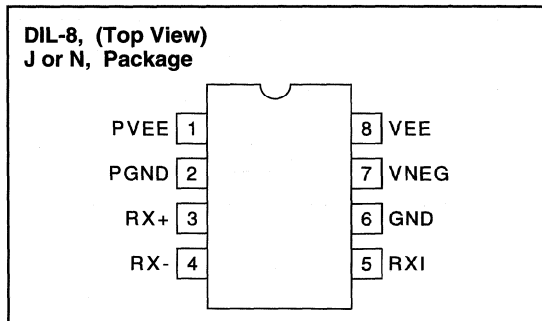 DIL-8, (Top View)
J or N, Package
PVEE 1 8 VEE
PGND 2 7 VNEG
RX+ 3 6 GND
RX- 4 5 RXI